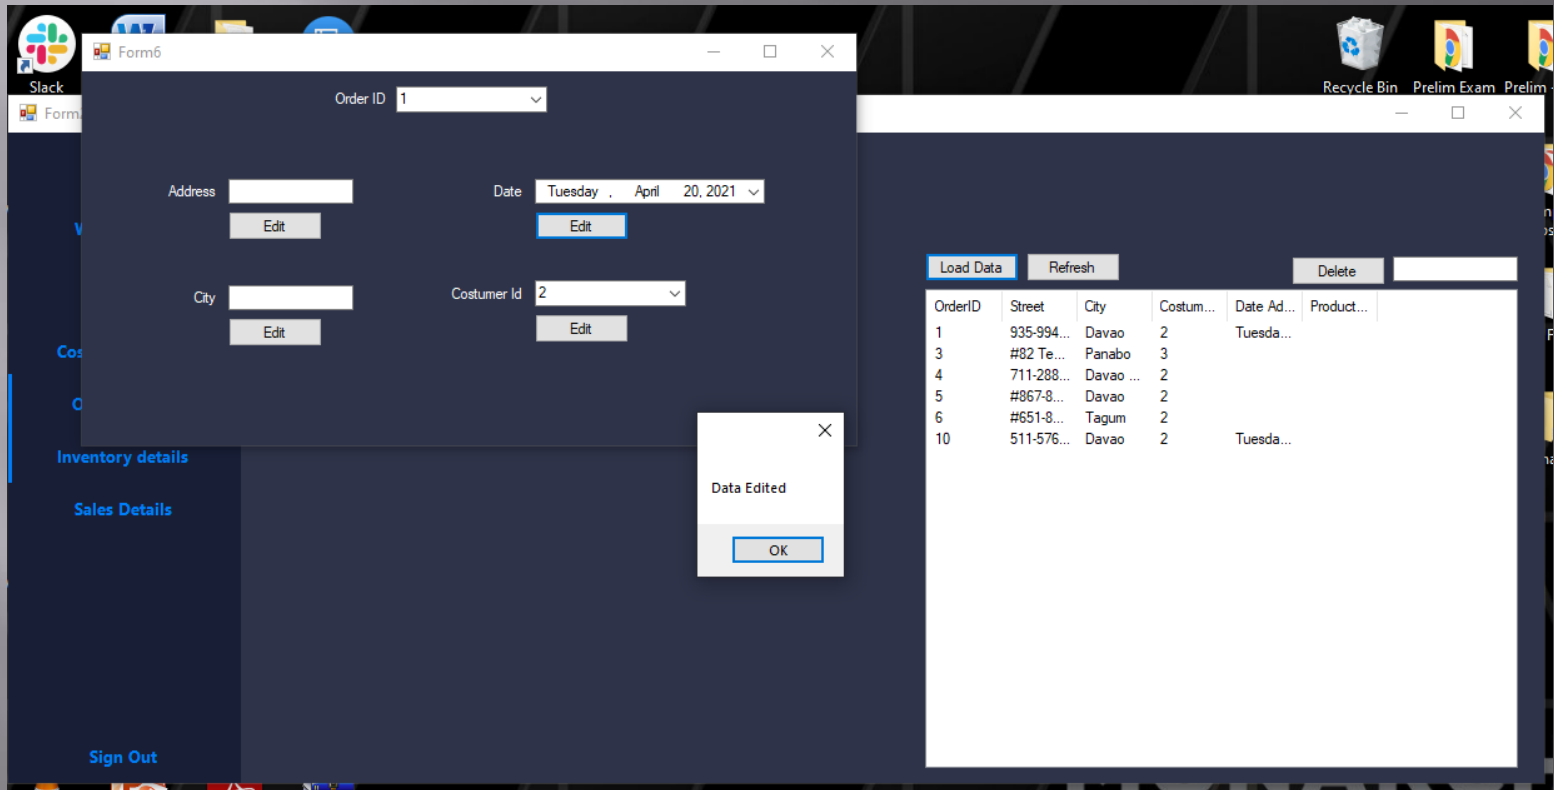 Slack
Recycle Bin
Prelim Exam
Prelim
Form6
Form
Order ID 1
Address
Date Tuesday , April 20, 2021
Edit
Edit
City
Costumer Id 2
Edit
Edit
Inventory details
Sales Details
Sign Out
Data Edited
OK
Load Data
Refresh
Delete
OrderID Street City Costum... Date Ad... Product...
1 935-994... Davao 2 Tuesda...
3 #82 Te... Panabo 3
4 711-288... Davao ... 2
5 #867-8... Davao 2
6 #651-8... Tagum 2
10 511-576... Davao 2 Tuesda...